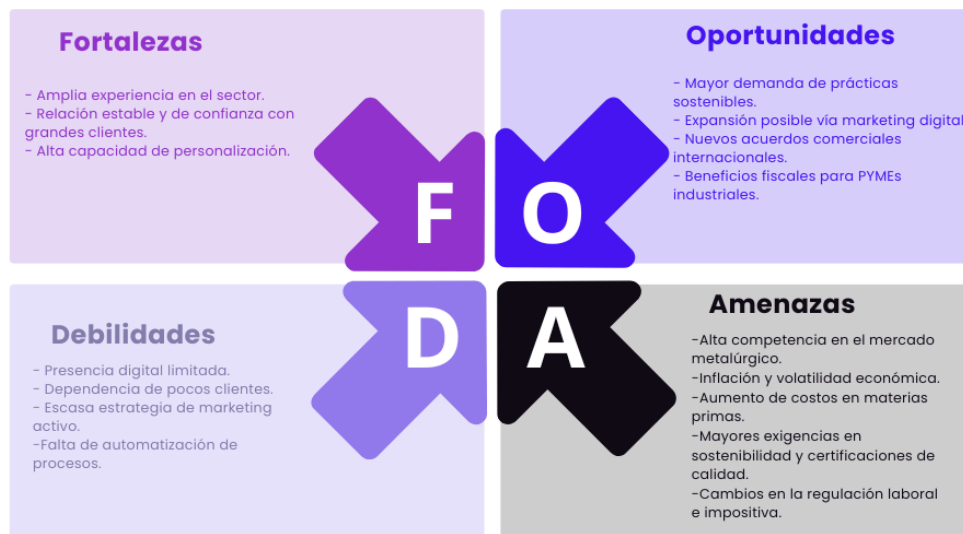 Fortalezas
- Amplia experiencia en el sector.
- Relación estable y de confianza con
grandes clientes.
- Alta capacidad de personalización.
Oportunidades
- Mayor demanda de prácticas
sostenibles.
- Expansión posible vía marketing digital
- Nuevos acuerdos comerciales
internacionales.
- Beneficios fiscales para PYMEs
industriales.
F
O
D
A
Debilidades
- Presencia digital limitada.
- Dependencia de pocos clientes.
- Escasa estrategia de marketing
activo.
-Falta de automatización de
procesos.
Amenazas
-Alta competencia en el mercado
metalúrgico.
-Inflación y volatilidad económica.
-Aumento de costos en materias
primas.
-Mayores exigencias en
sostenibilidad y certificaciones de
calidad.
-Cambios en la regulación laboral
e impositiva.